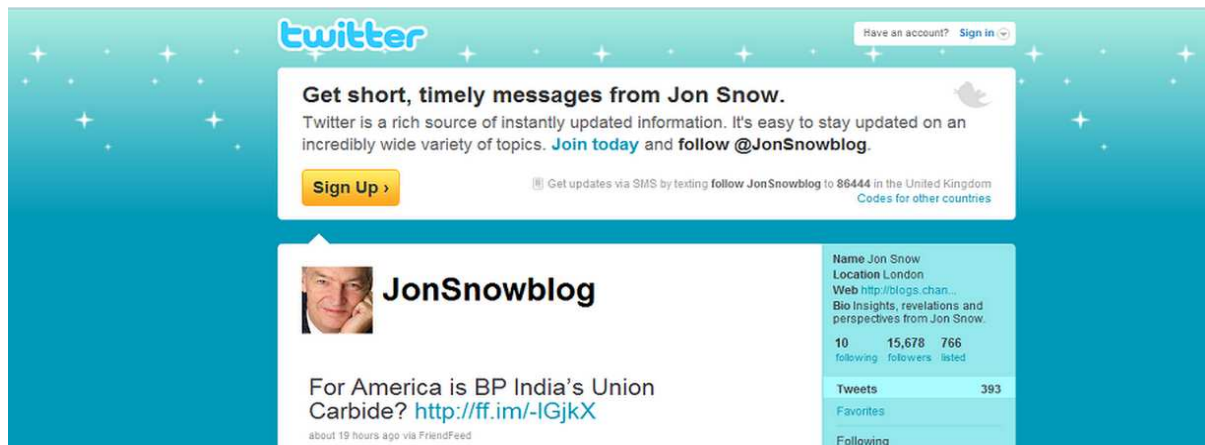 twitter
Have an account? Sign in
Get short, timely messages from Jon Snow.
Twitter is a rich source of instantly updated information. It's easy to stay updated on an
incredibly wide variety of topics. Join today and follow @JonSnowblog.
Sign Up ›
Get updates via SMS by texting follow JonSnowblog to 86444 in the United Kingdom
Codes for other countries
JonSnowblog
For America is BP India's Union
Carbide? http://ff.im/-lGjkX
about 19 hours ago via FriendFeed
Name Jon Snow
Location London
Web http://blogs.chan...
Bio Insights, revelations and
perspectives from Jon Snow.
10 15,678 766
following followers listed
Tweets 393
Favorites
Following